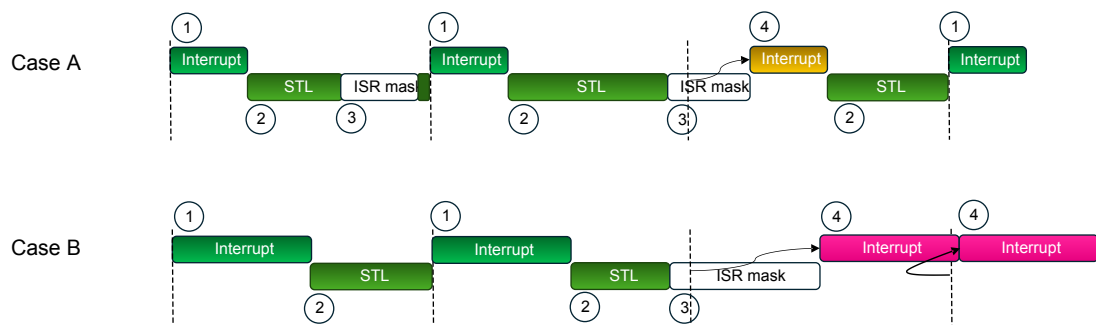 1
1
4
1
Case A
Interrupt
Interrupt
Interrupt
Interrupt
STL
ISR mask
STL
ISR mask
STL
2
3
2
3
2
1
1
4
4
Case B
Interrupt
Interrupt
Interrupt
Interrupt
STL
STL
ISR mask
2
2
3